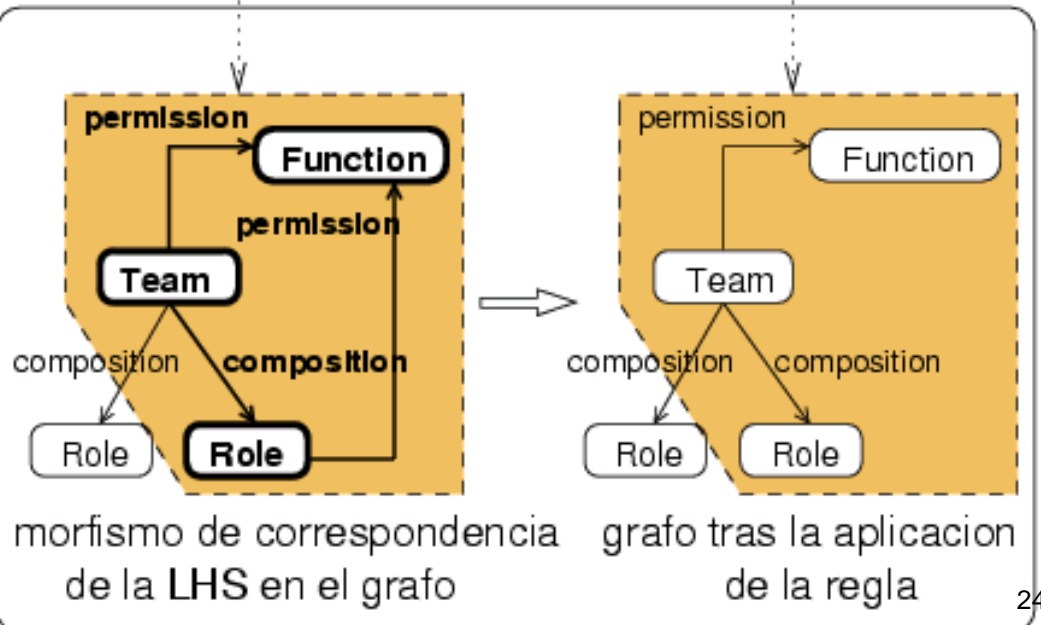 permission
Function
permission
Team
composition
composition
Role
Role
morfismo de correspondencia
de la LHS en el grafo
permission
Function
Team
composition
composition
Role
Role
grafo tras la aplicacion
de la regla
24